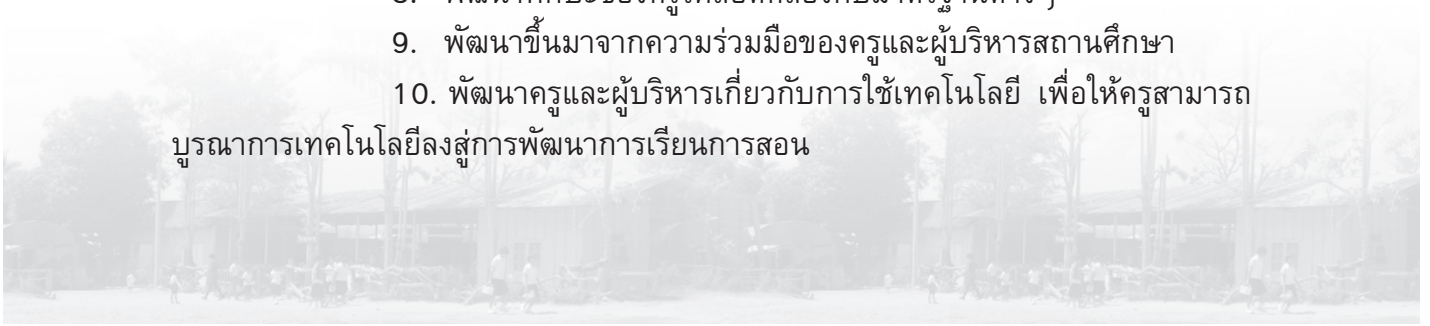 9. พัฒนาขึ้นมาจากความร่วมมือของครูและผู้บริหารสถานศึกษา
10. พัฒนาครูและผู้บริหารเกี่ยวกับการใช้เทคโนโลยี เพื่อให้ครูสามารถ
บูรณาการเทคโนโลยีลงสู่การพัฒนาการเรียนการสอน